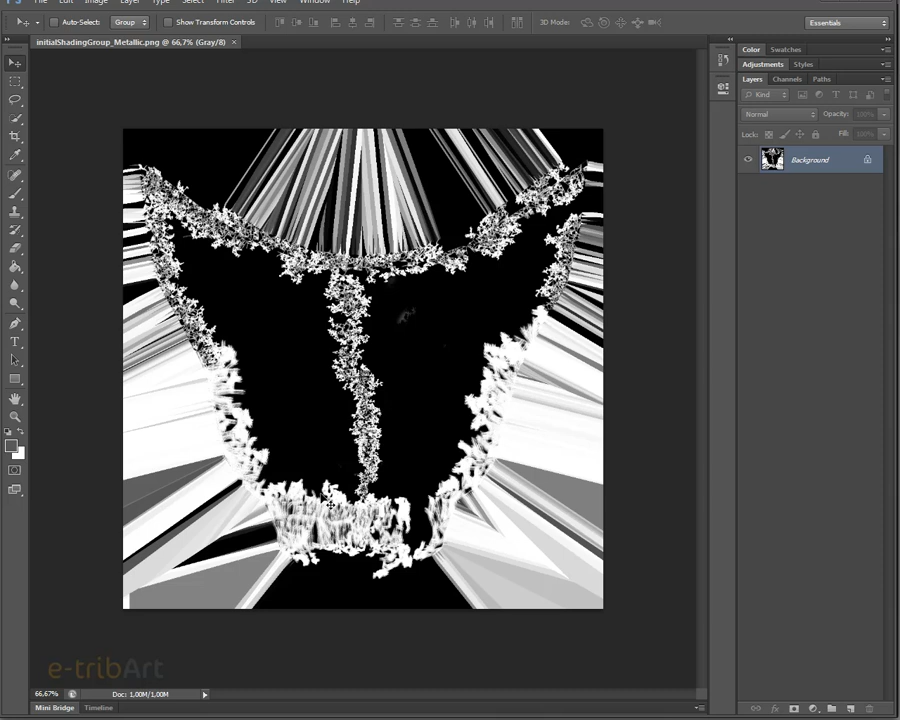 File Edit Image Layer Type Select Filter 3D View Window Help
Auto-Select: Group Show Transform Controls 3D Mode: Essentials
initialShadingGroup_Metallic.png @ 66,7% (Gray/8) ×
Color Swatches
Adjustments Styles
Layers Channels Paths
Kind
Normal Opacity: 100%
Lock: Fill: 100%
Background
e-tribArt
66,67% Doc: 1,00M/1,00M
Mini Bridge Timeline